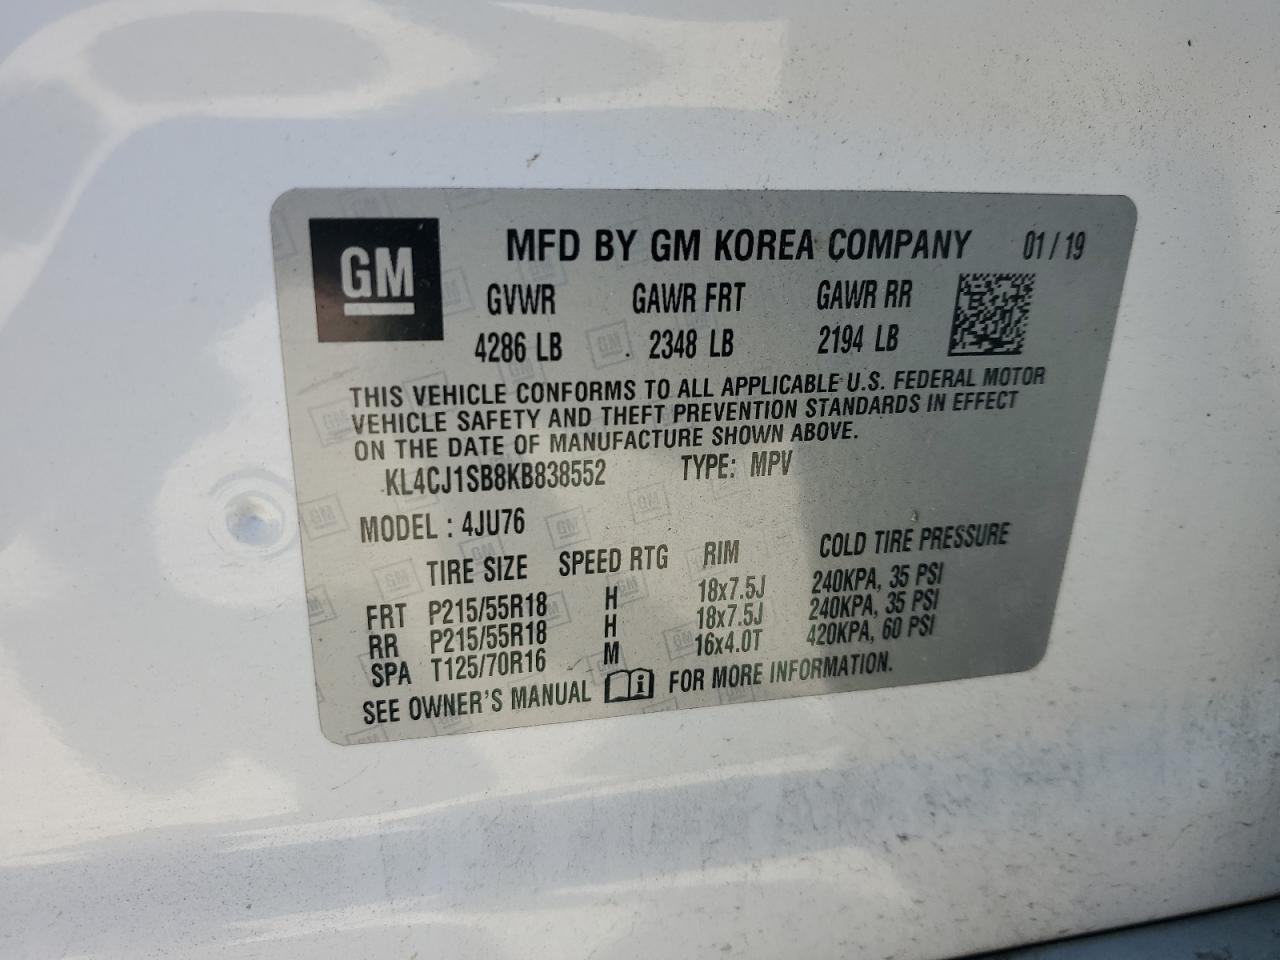 GM
MFD BY GM KOREA COMPANY 01/19
GVWR GAWR FRT GAWR RR
4286 LB 2348 LB 2194 LB
THIS VEHICLE CONFORMS TO ALL APPLICABLE U.S. FEDERAL MOTOR
VEHICLE SAFETY AND THEFT PREVENTION STANDARDS IN EFFECT
ON THE DATE OF MANUFACTURE SHOWN ABOVE.
KL4CJ1SB8KB838552 TYPE: MPV
MODEL : 4JU76
TIRE SIZE SPEED RTG RIM COLD TIRE PRESSURE
FRT P215/55R18 H 18x7.5J 240KPA, 35 PSI
RR P215/55R18 H 18x7.5J 240KPA, 35 PSI
SPA T125/70R16 M 16x4.0T 420KPA, 60 PSI
SEE OWNER'S MANUAL i FOR MORE INFORMATION.